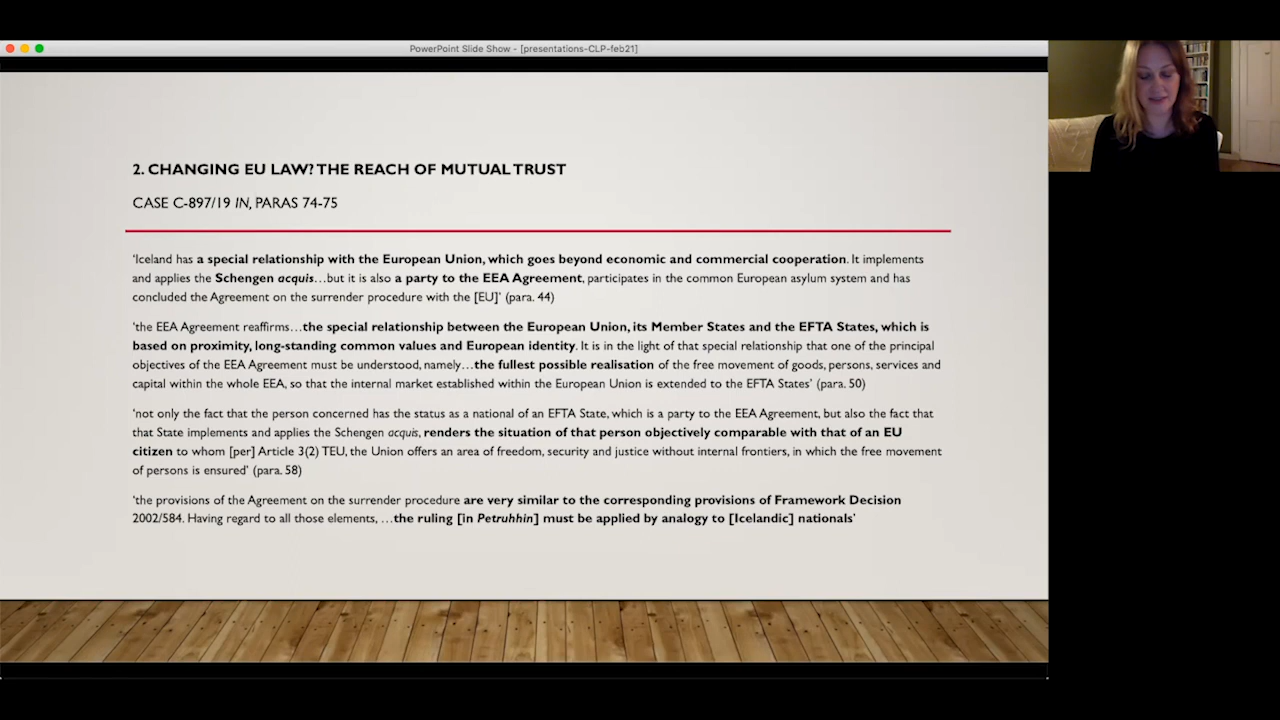 PowerPoint Slide Show - [presentations-CLP-feb21]
2. CHANGING EU LAW? THE REACH OF MUTUAL TRUST
CASE C-897/19 IN, PARAS 74-75
‘Iceland has a special relationship with the European Union, which goes beyond economic and commercial cooperation. It implements
and applies the Schengen acquis…but it is also a party to the EEA Agreement, participates in the common European asylum system and has
concluded the Agreement on the surrender procedure with the [EU]’ (para. 44)
‘the EEA Agreement reaffirms…the special relationship between the European Union, its Member States and the EFTA States, which is
based on proximity, long-standing common values and European identity. It is in the light of that special relationship that one of the principal
objectives of the EEA Agreement must be understood, namely…the fullest possible realisation of the free movement of goods, persons, services and
capital within the whole EEA, so that the internal market established within the European Union is extended to the EFTA States’ (para. 50)
‘not only the fact that the person concerned has the status as a national of an EFTA State, which is a party to the EEA Agreement, but also the fact that
that State implements and applies the Schengen acquis, renders the situation of that person objectively comparable with that of an EU
citizen to whom [per] Article 3(2) TEU, the Union offers an area of freedom, security and justice without internal frontiers, in which the free movement
of persons is ensured’ (para. 58)
‘the provisions of the Agreement on the surrender procedure are very similar to the corresponding provisions of Framework Decision
2002/584. Having regard to all those elements, …the ruling [in Petruhhin] must be applied by analogy to [Icelandic] nationals’